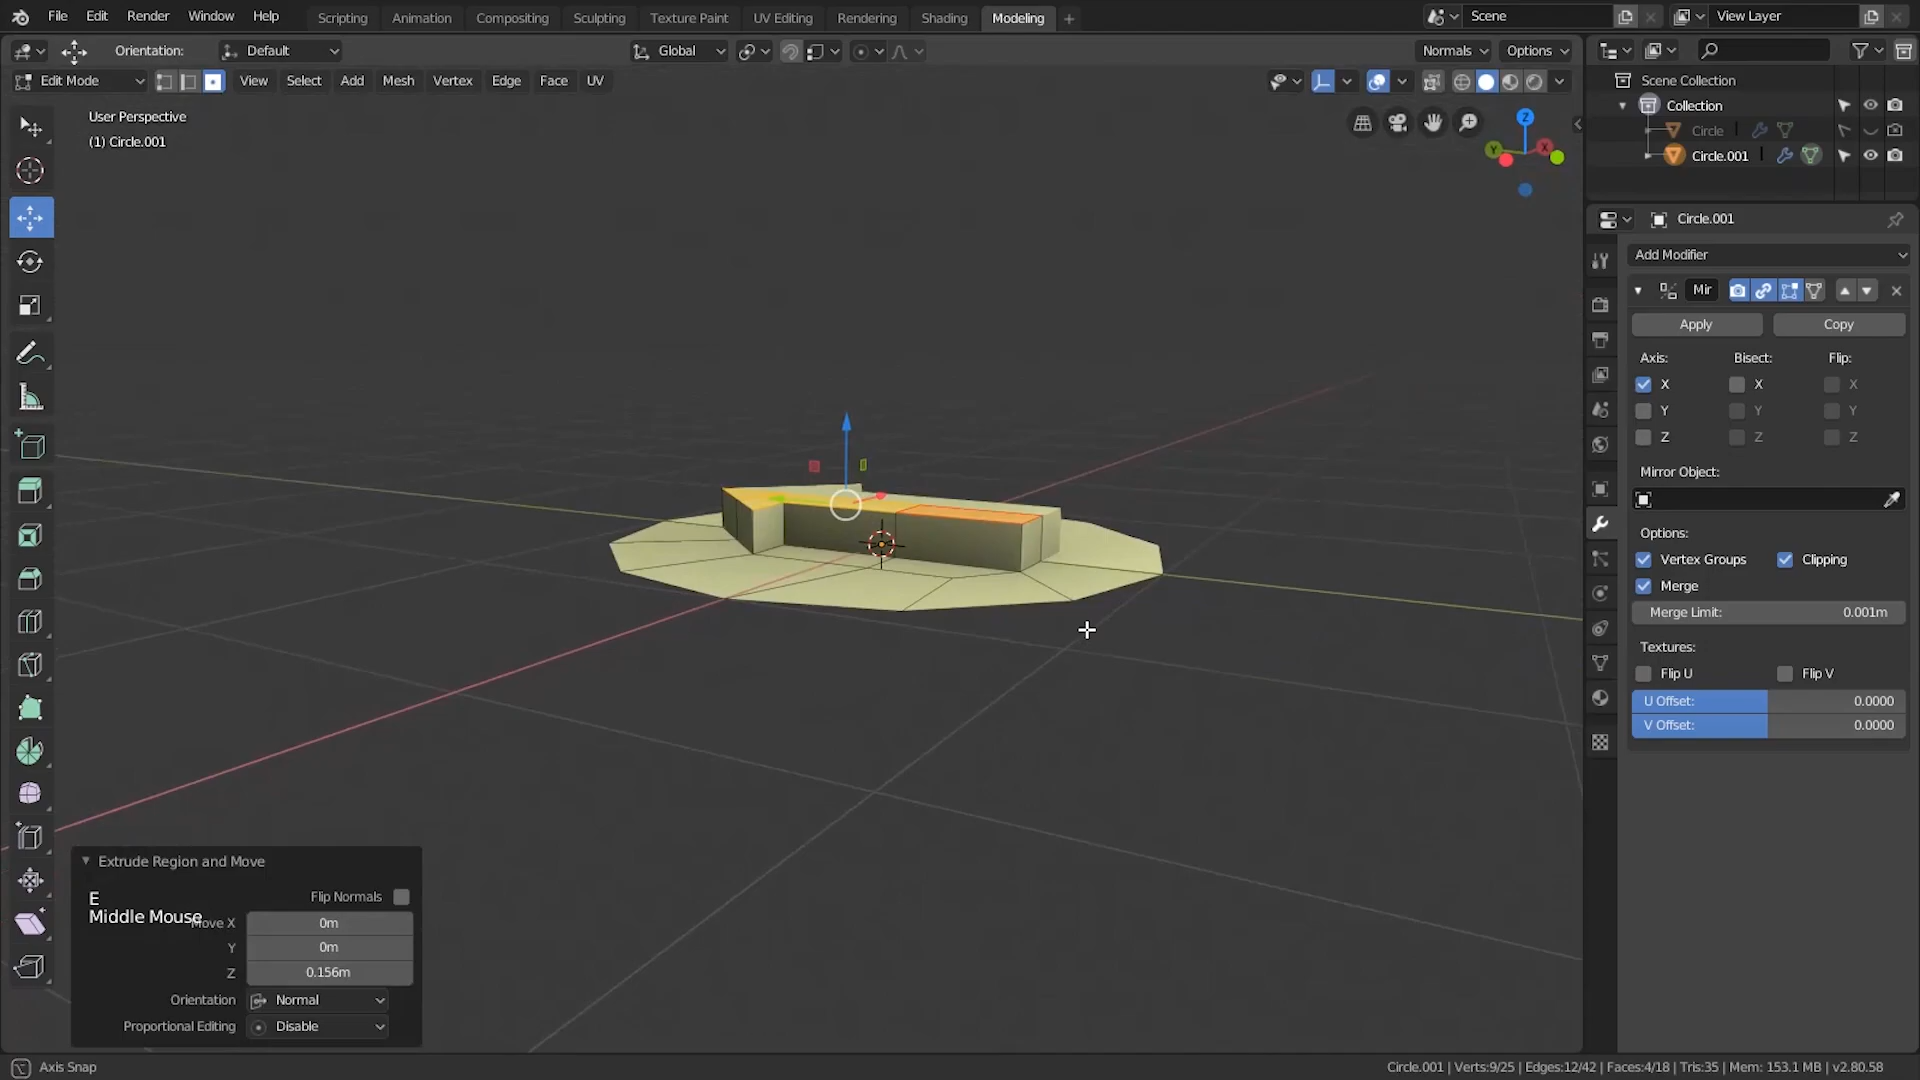 File Edit Render Window Help Scripting Animation Compositing Sculpting Texture Paint UV Editing Rendering Shading Modeling Scene View Layer
Orientation: Default Global Normals Options
Edit Mode View Select Add Mesh Vertex Edge Face UV
Scene Collection
Collection
Circle
Circle.001
User Perspective
(1) Circle.001
Z
Y
X
Circle.001
Add Modifier
Mir
Apply Copy
Axis: Bisect: Flip:
X X X
Y Y Y
Z Z Z
Mirror Object:
Options:
Vertex Groups Clipping
Merge
Merge Limit: 0.001m
Textures:
Flip U Flip V
U Offset: 0.0000
V Offset: 0.0000
Extrude Region and Move
E
Flip Normals
Middle Mouse
Move X 0m
Y 0m
Z 0.156m
Orientation Normal
Proportional Editing Disable
Axis Snap
Circle.001 | Verts:9/25 | Edges:12/42 | Faces:4/18 | Tris:35 | Mem: 153.1 MB | v2.80.58